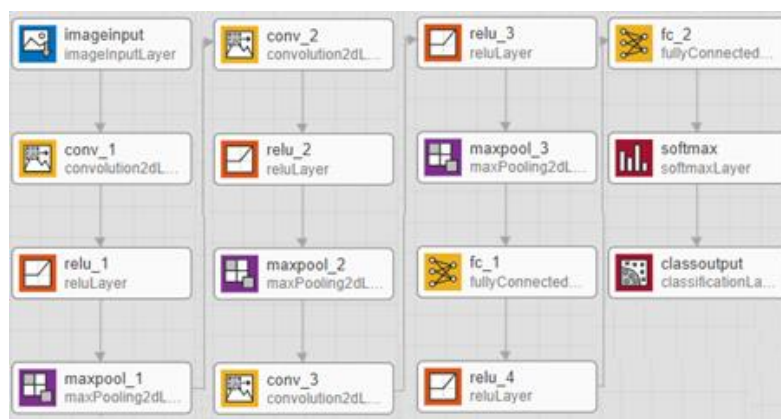 imageinput
imageInputLayer
conv_1
convolution2dL...
relu_1
reluLayer
maxpool_1
maxPooling2dL...
conv_2
convolution2dL...
relu_2
reluLayer
maxpool_2
maxPooling2dL...
conv_3
convolution2dL...
relu_3
reluLayer
maxpool_3
maxPooling2dL...
fc_1
fullyConnected...
relu_4
reluLayer
fc_2
fullyConnected...
softmax
softmaxLayer
classoutput
classificationLa...